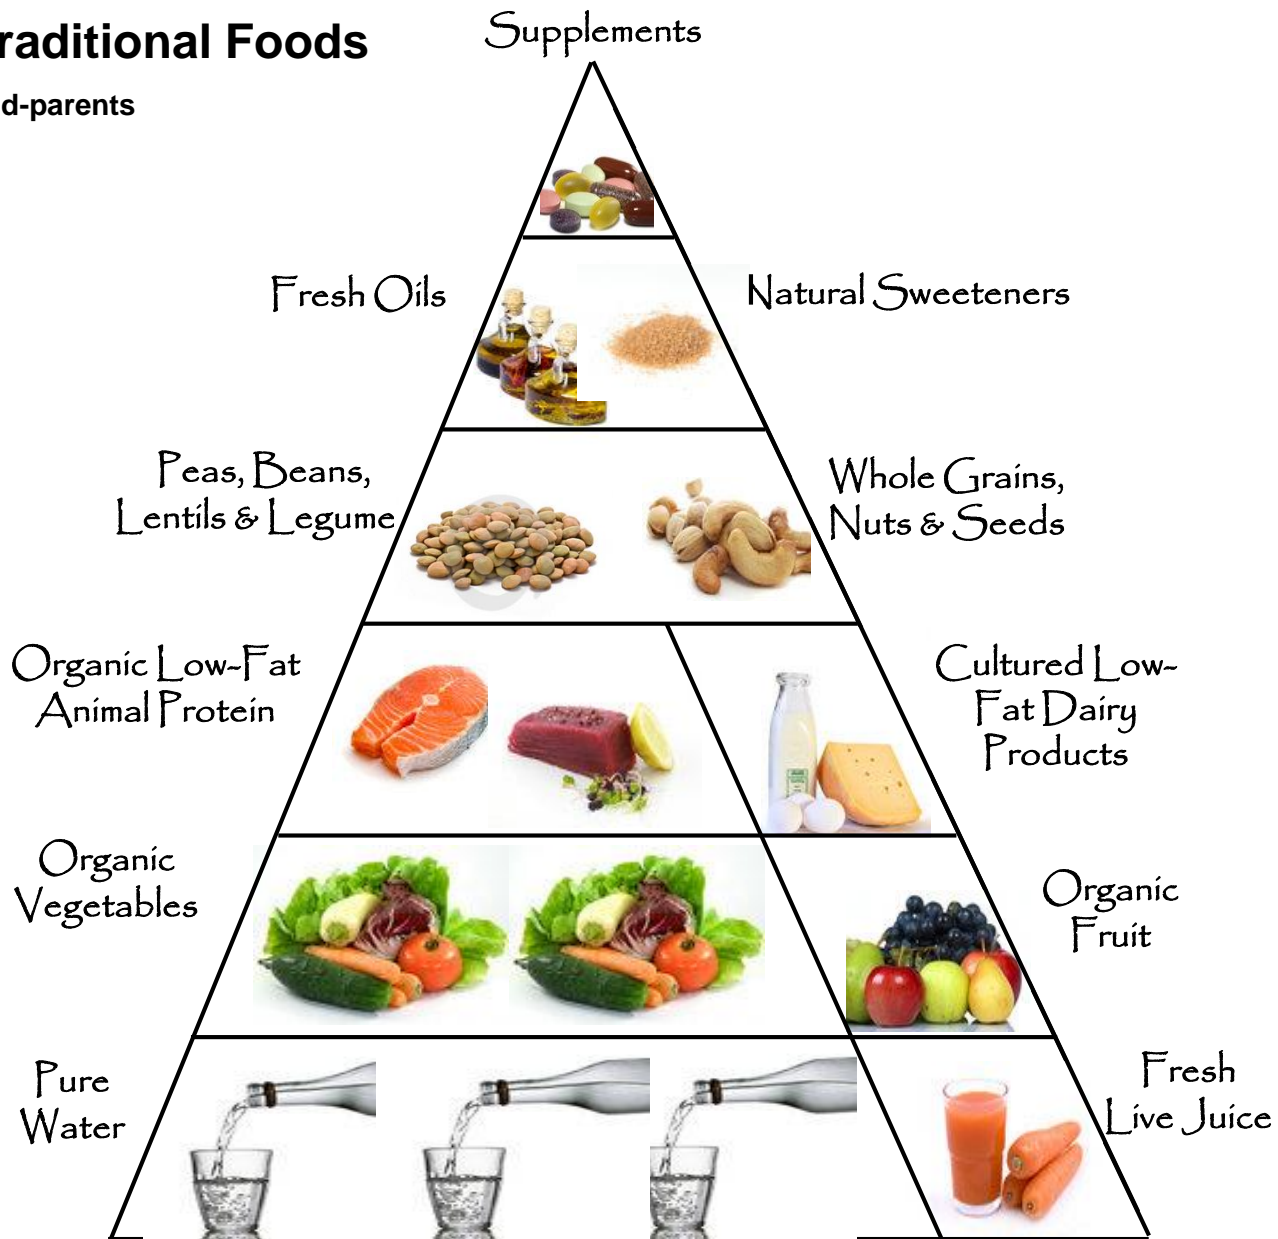 raditional Foods
d-parents
Supplements
Fresh Oils
Natural Sweeteners
Peas, Beans,
Lentils & Legume
Whole Grains,
Nuts & Seeds
Organic Low-Fat
Animal Protein
Cultured Low-
Fat Dairy
Products
Organic
Vegetables
Organic
Fruit
Pure
Water
Fresh
Live Juice